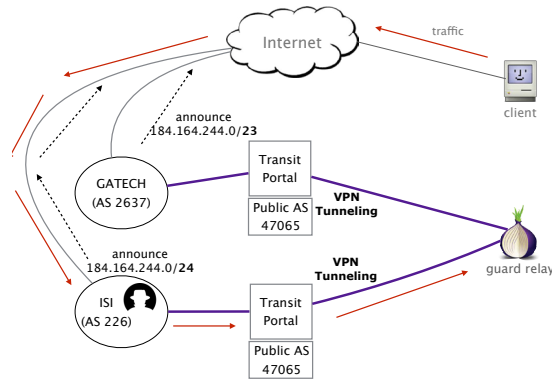 Internet
traffic
client
announce
184.164.244.0/23
GATECH
(AS 2637)
Transit
Portal
Public AS
47065
VPN
Tunneling
guard relay
announce
184.164.244.0/24
ISI
(AS 226)
VPN
Tunneling
Transit
Portal
Public AS
47065